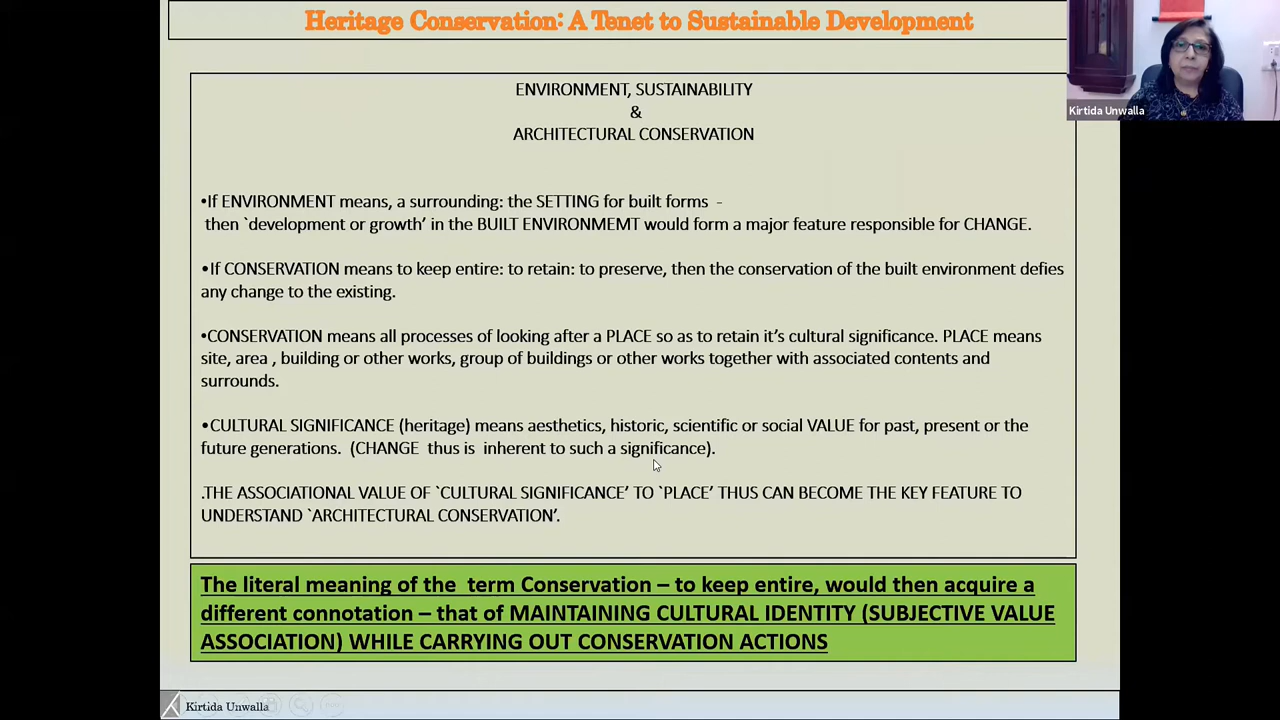 Heritage Conservation: A Tenet to Sustainable Development
Kirtida Unwalla
ENVIRONMENT, SUSTAINABILITY
&
ARCHITECTURAL CONSERVATION
•If ENVIRONMENT means, a surrounding: the SETTING for built forms -
then `development or growth’ in the BUILT ENVIRONMEMT would form a major feature responsible for CHANGE.
•If CONSERVATION means to keep entire: to retain: to preserve, then the conservation of the built environment defies
any change to the existing.
•CONSERVATION means all processes of looking after a PLACE so as to retain it’s cultural significance. PLACE means
site, area , building or other works, group of buildings or other works together with associated contents and
surrounds.
•CULTURAL SIGNIFICANCE (heritage) means aesthetics, historic, scientific or social VALUE for past, present or the
future generations. (CHANGE thus is inherent to such a significance).
.THE ASSOCIATIONAL VALUE OF `CULTURAL SIGNIFICANCE’ TO `PLACE’ THUS CAN BECOME THE KEY FEATURE TO
UNDERSTAND `ARCHITECTURAL CONSERVATION’.
The literal meaning of the term Conservation – to keep entire, would then acquire a
different connotation – that of MAINTAINING CULTURAL IDENTITY (SUBJECTIVE VALUE
ASSOCIATION) WHILE CARRYING OUT CONSERVATION ACTIONS
Kirtida Unwalla